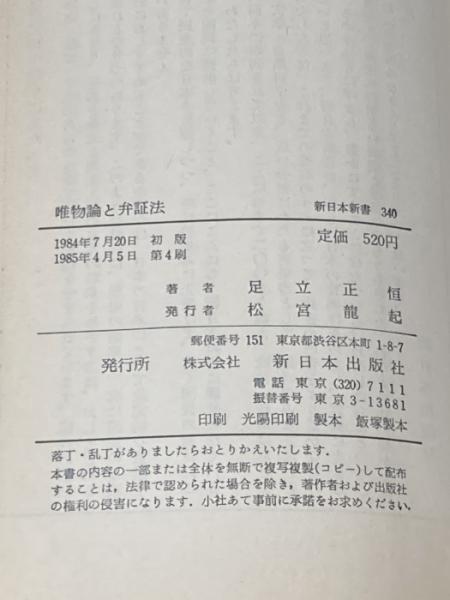 唯物論と弁証法 新日本新書 340
1984年7月20日 初版 定価 520円
1985年4月5日 第4刷
著者 足立正恒
発行者 松宮龍起
郵便番号 151 東京都渋谷区本町 1-8-7
発行所 株式会社 新日本出版社
電話 東京(320)7111
振替番号 東京3-13681
印刷 光陽印刷 製本 飯塚製本
落丁・乱丁がありましたらおとりかえいたします.
本書の内容の一部または全体を無断で複写複製(コピー)して配布
することは,法律で認められた場合を除き,著作者および出版社
の権利の侵害になります.小社あて事前に承諾をお求めください.